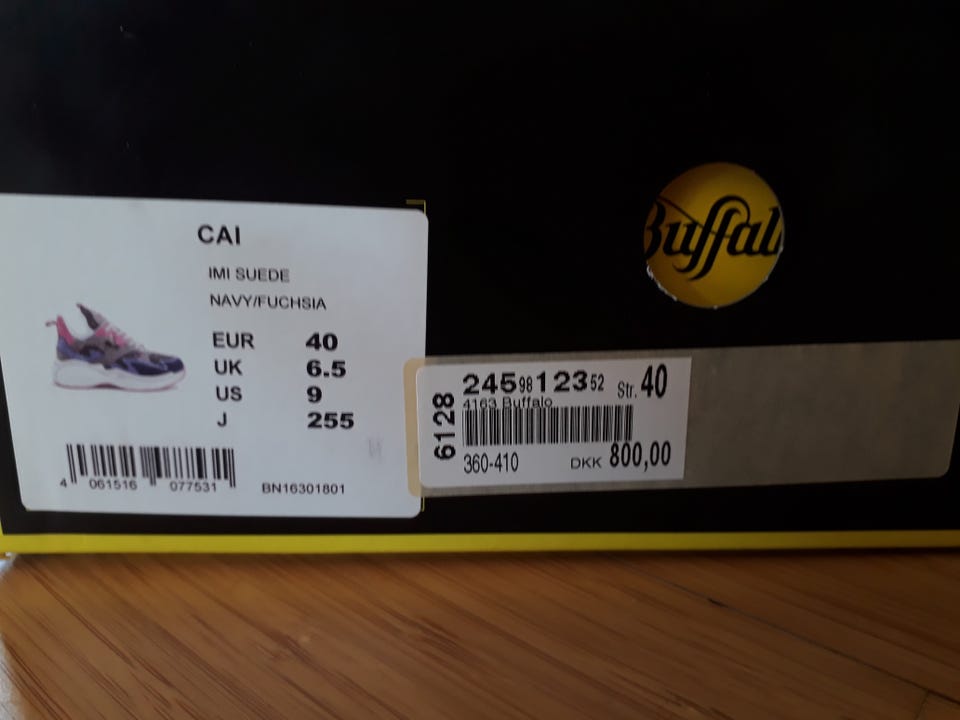 CAI
IMI SUEDE
NAVY/FUCHSIA
EUR 40
UK 6.5
US 9
J 255
4 061516 077531
BN16301801
Buffal
6128
245 98 123 52 Str. 40
4163 Buffalo
360-410 DKK 800,00